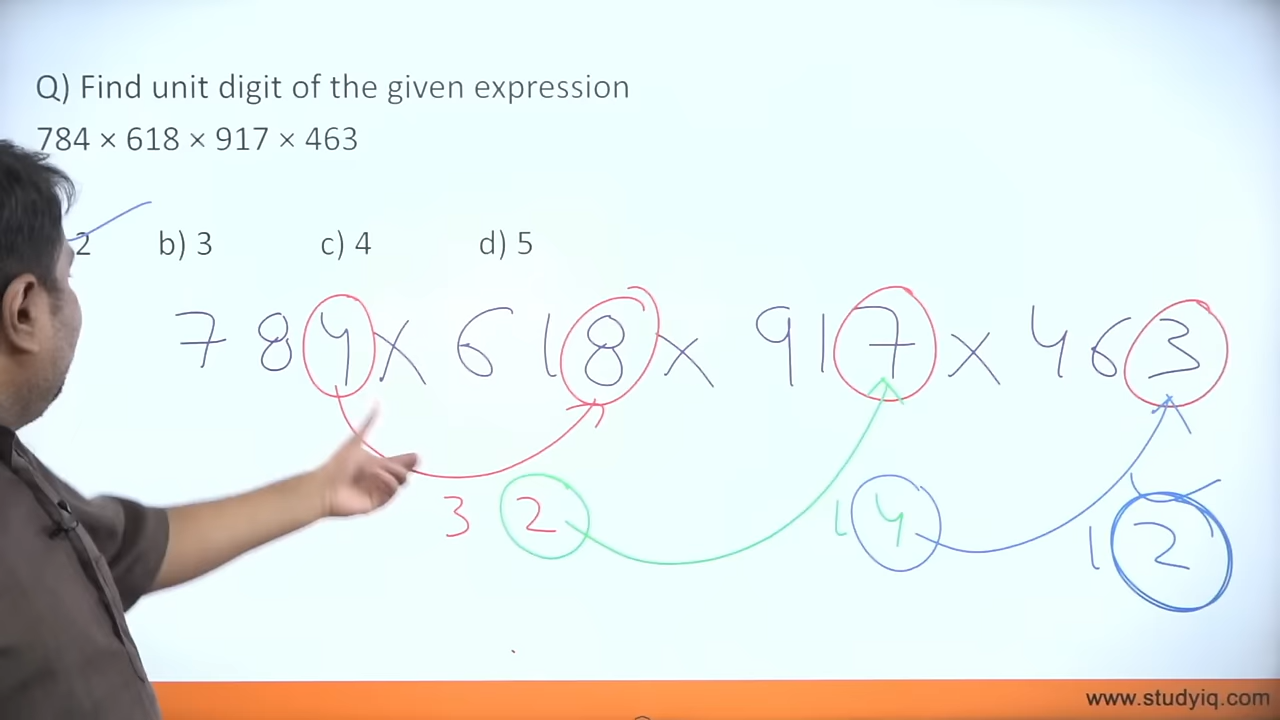 Q) Find unit digit of the given expression
784 × 618 × 917 × 463
2 b) 3 c) 4 d) 5
784 × 618 × 917 × 463
32 14 12
www.studyiq.com